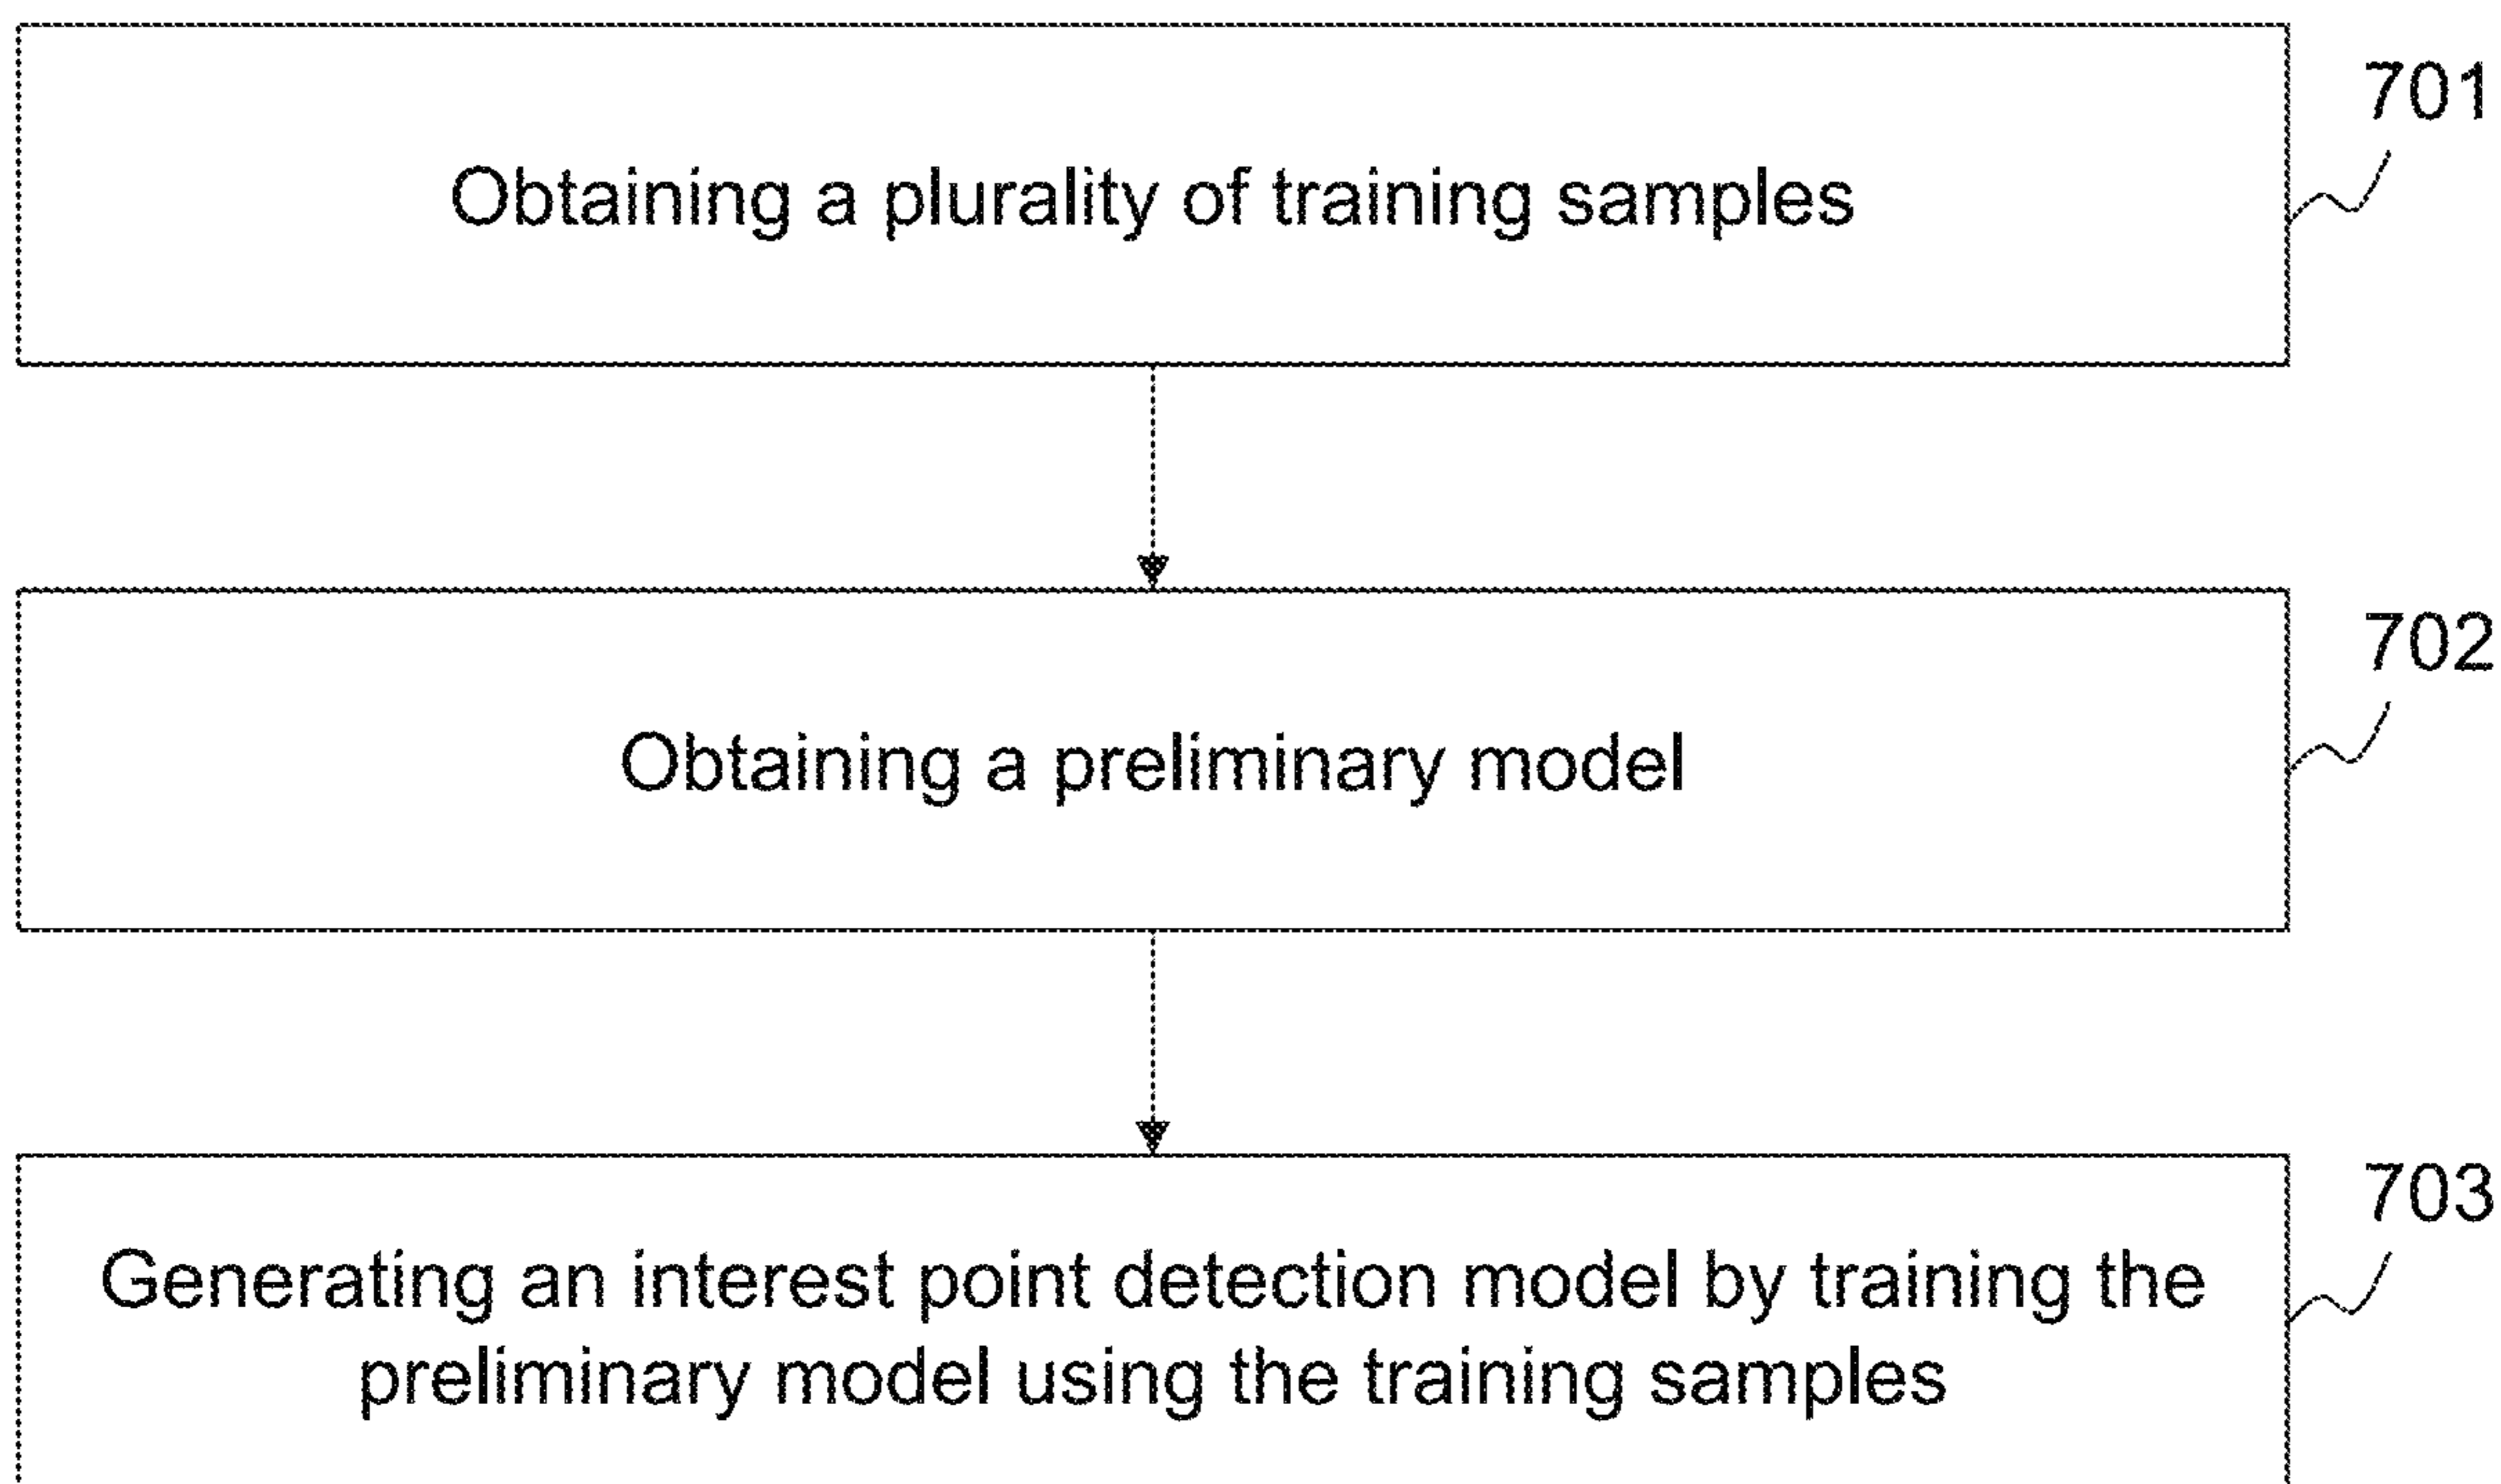 701
Obtaining a plurality of training samples
702
Obtaining a preliminary model
703
Generating an interest point detection model by training the
preliminary model using the training samples